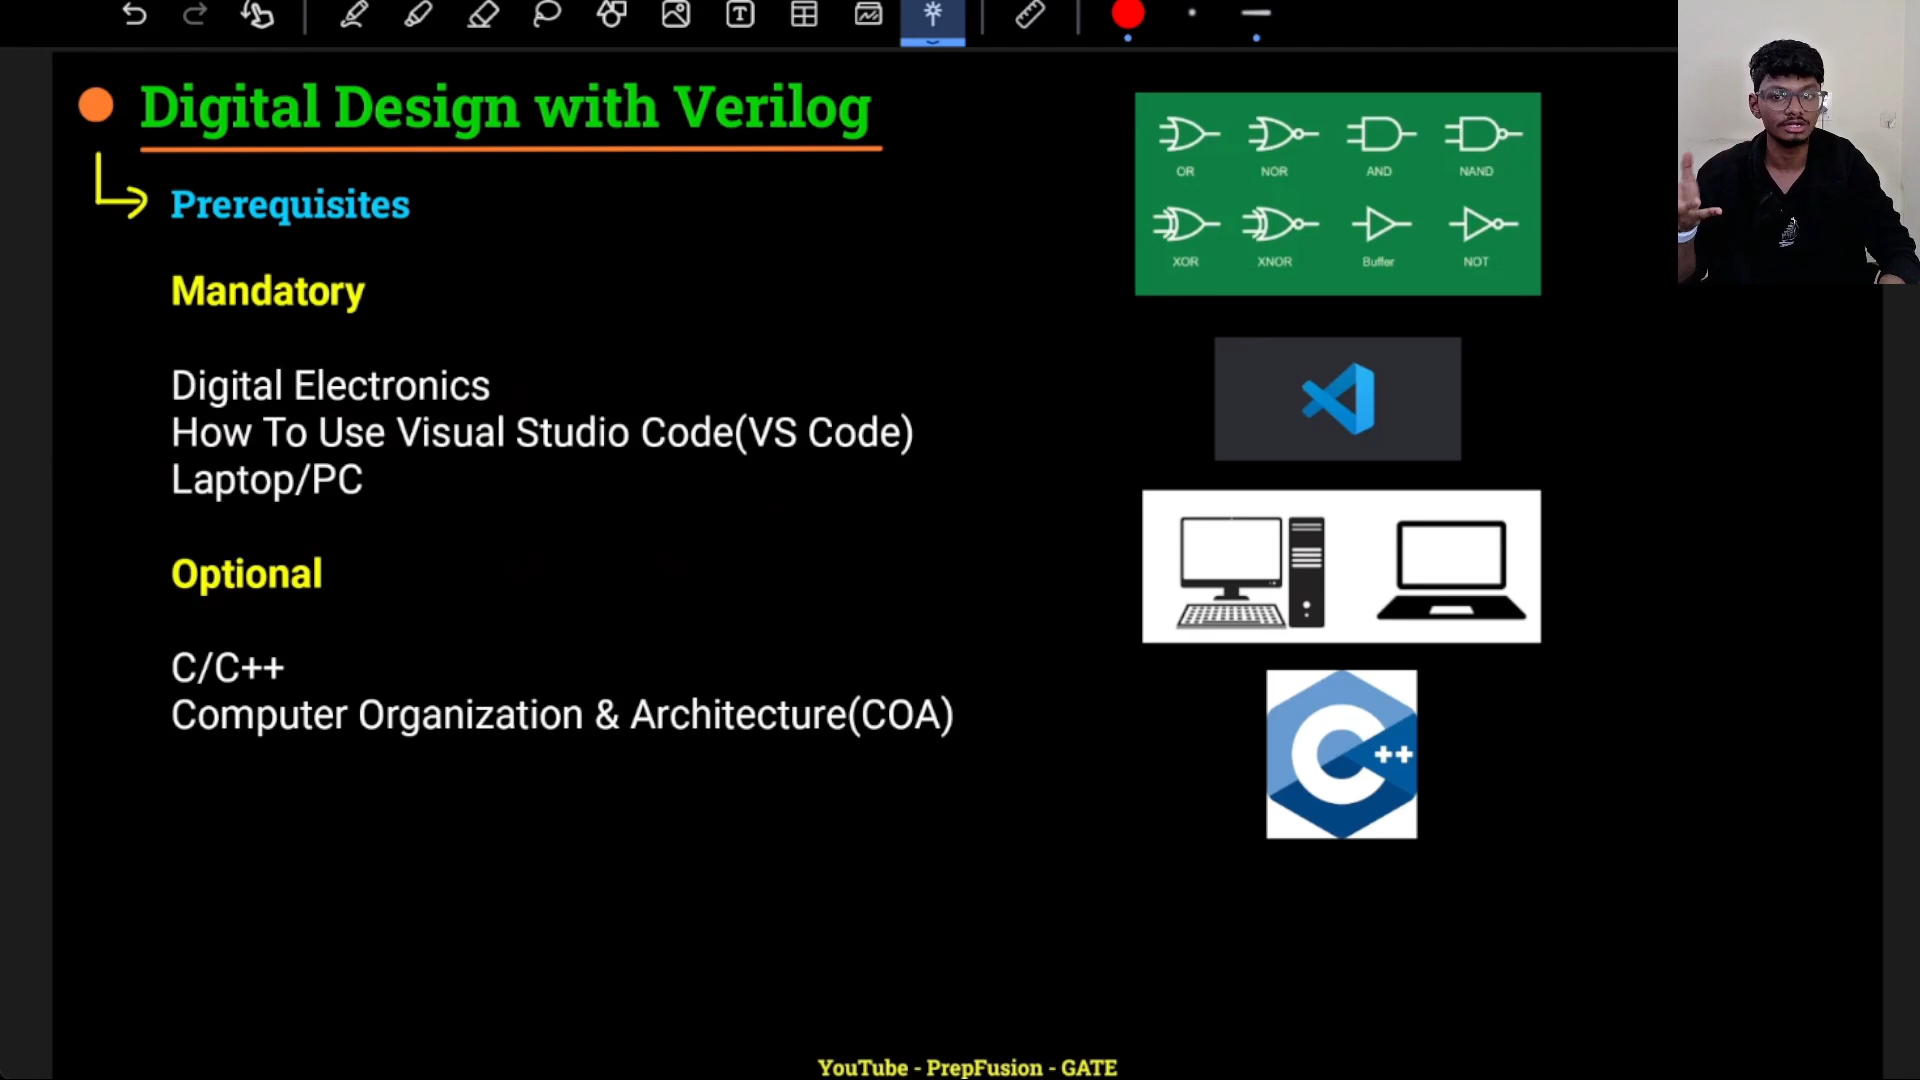 Digital Design with Verilog
Prerequisites
Mandatory
Digital Electronics
How To Use Visual Studio Code(VS Code)
Laptop/PC
Optional
C/C++
Computer Organization & Architecture(COA)
OR NOR AND NAND
XOR XNOR Buffer NOT
C++
YouTube - PrepFusion - GATE